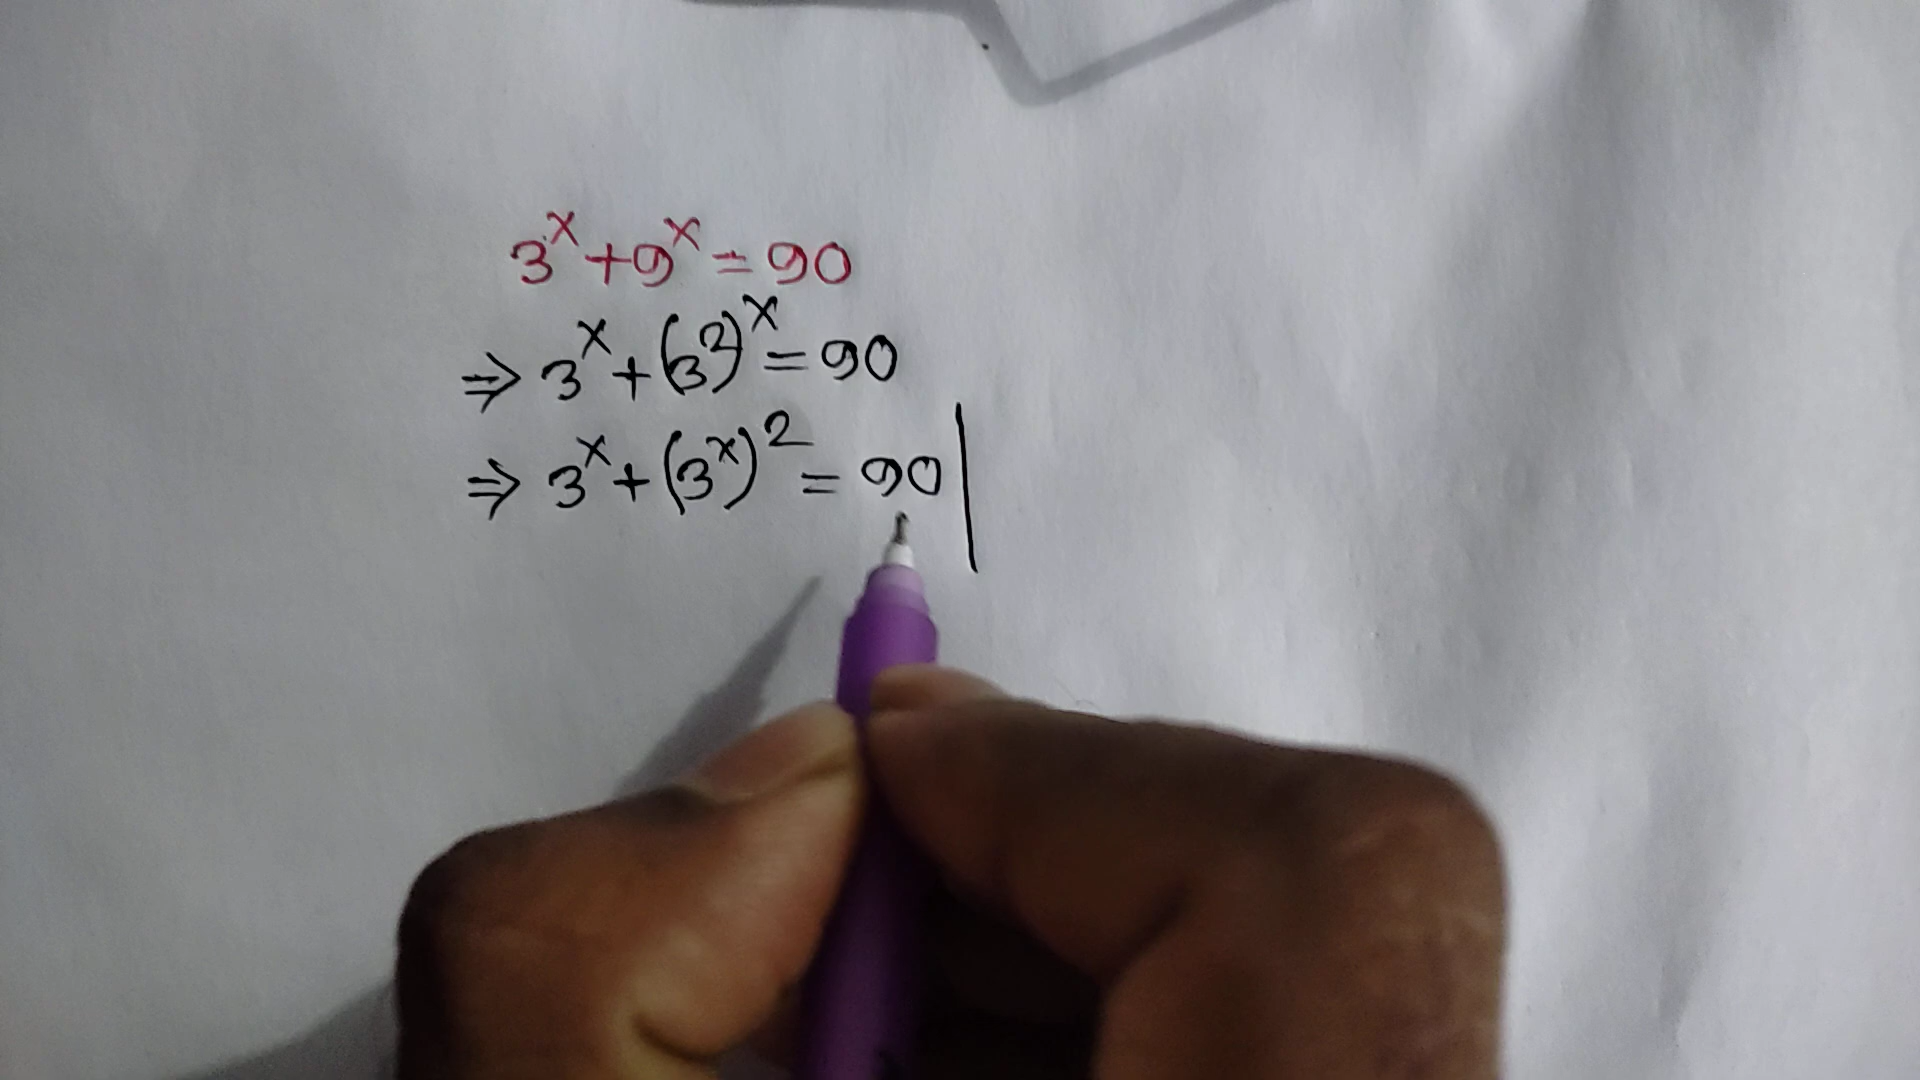 3^x + 9^x = 90
⇒ 3^x + (3^2)^x = 90
⇒ 3^x + (3^x)^2 = 90 |